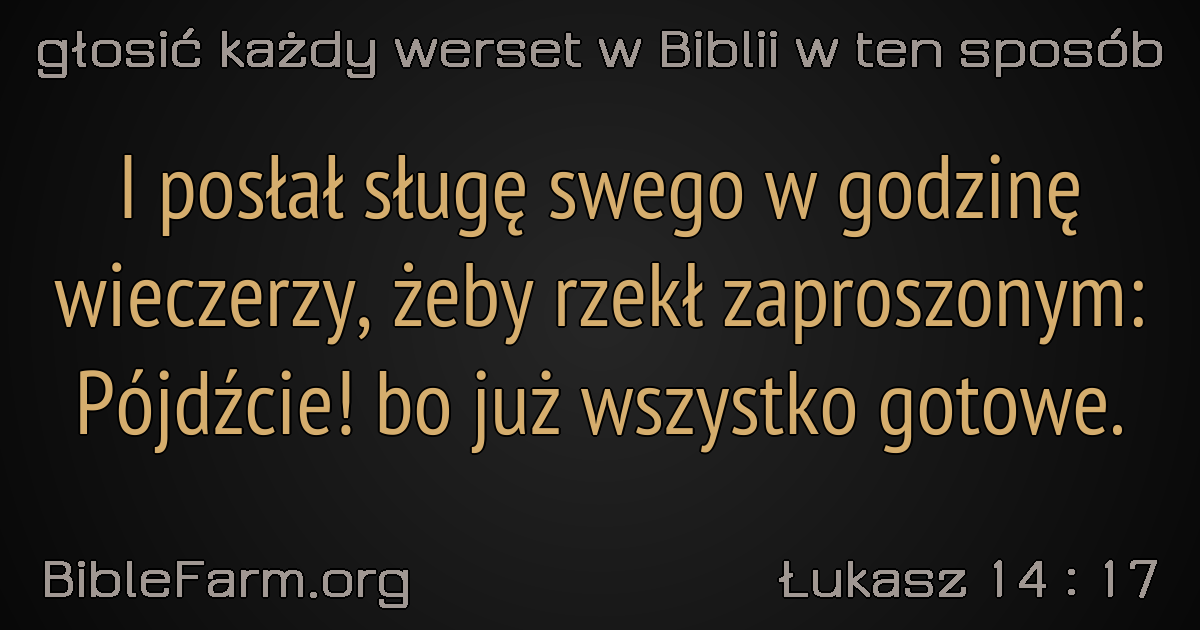 głosić każdy werset w Biblii w ten sposób
I posłał sługę swego w godzinę
wieczerzy, żeby rzekł zaproszonym:
Pójdźcie! bo już wszystko gotowe.
BibleFarm.org
Łukasz 14 : 17